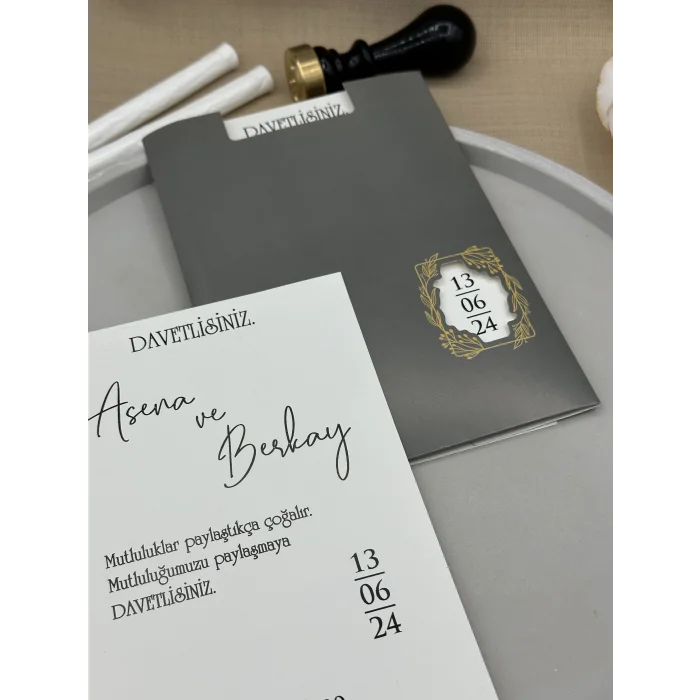 DAVETLİSİNİZ.
13
06
24
DAVETLİSİNİZ.
Asena
ve
Berkay
Mutluluklar paylaştıkça çoğalır.
Mutluluğumuzu paylaşmaya
DAVETLİSİNİZ.
13
06
24